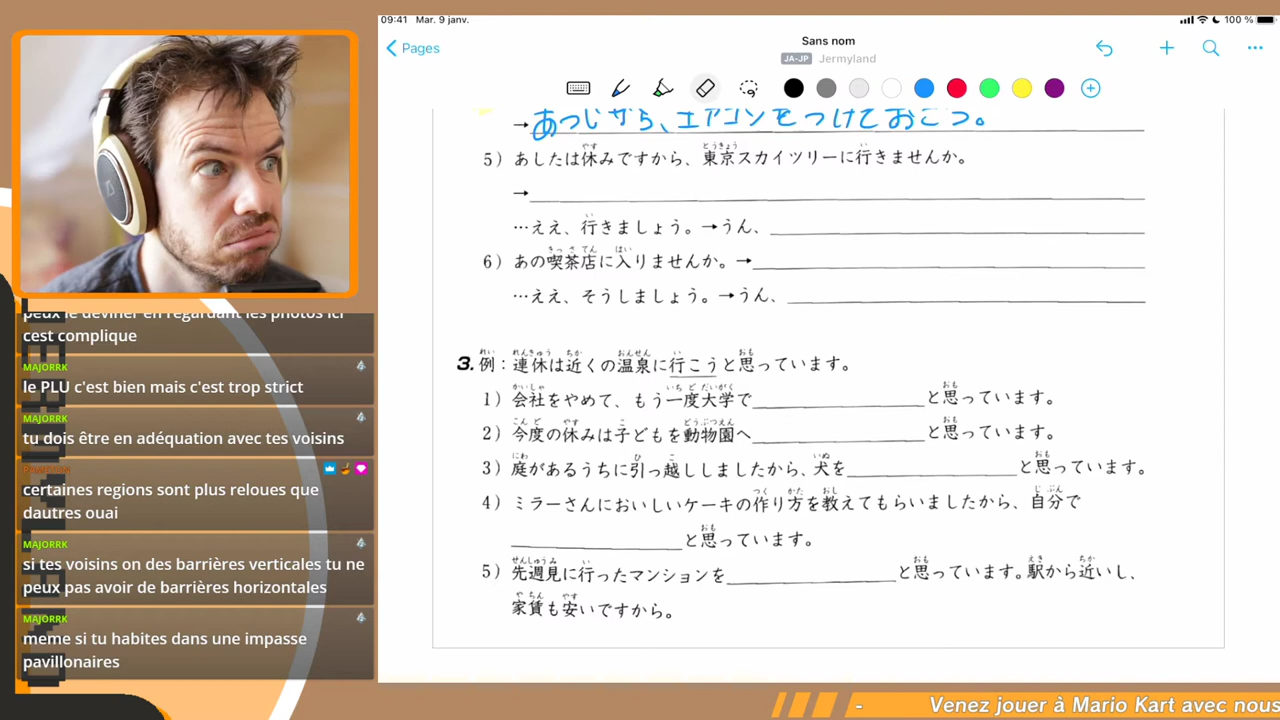 09:41 Mar. 9 janv.
100 %
Pages
Sans nom
JA-JP Jermyland
→あついから、エアコンをつけておこう。
5）あしたは休みですから、東京スカイツリーに行きませんか。
→
…ええ、行きましょう。→うん、
6）あの喫茶店に入りませんか。→
…ええ、そうしましょう。→うん、
3. 例：連休は近くの温泉に行こうと思っています。
1）会社をやめて、もう一度大学で＿と思っています。
2）今度の休みは子どもを動物園へ＿と思っています。
3）庭があるうちに引っ越ししましたから、犬を＿と思っています。
4）ミラーさんにおいしいケーキの作り方を教えてもらいましたから、自分で
＿と思っています。
5）先週見に行ったマンションを＿と思っています。駅から近いし、
家賃も安いですから。
peux le deviner en regardant les photos ici
cest complique
MAJORRK
le PLU c'est bien mais c'est trop strict
MAJORRK
tu dois être en adéquation avec tes voisins
certaines regions sont plus reloues que
dautres ouai
MAJORRK
si tes voisins on des barrières verticales tu ne
peux pas avoir de barrières horizontales
MAJORRK
meme si tu habites dans une impasse
pavillonaires
- Venez jouer à Mario Kart avec nous